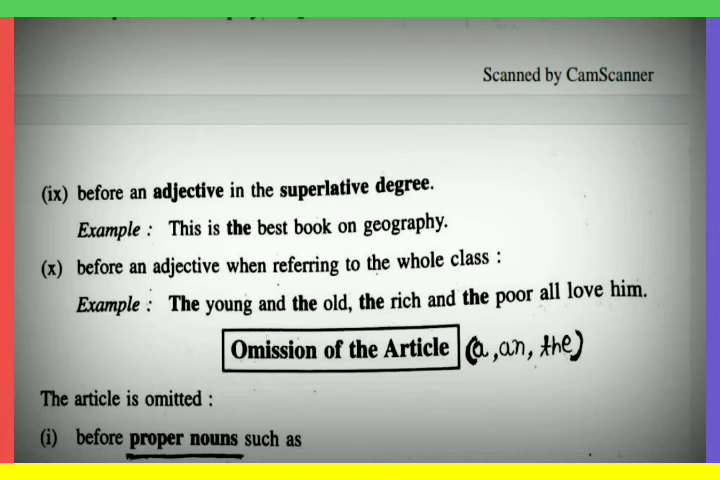 Scanned by CamScanner
(ix) before an adjective in the superlative degree.
Example : This is the best book on geography.
(x) before an adjective when referring to the whole class :
Example : The young and the old, the rich and the poor all love him.
Omission of the Article (a, an, the)
The article is omitted :
(i) before proper nouns such as